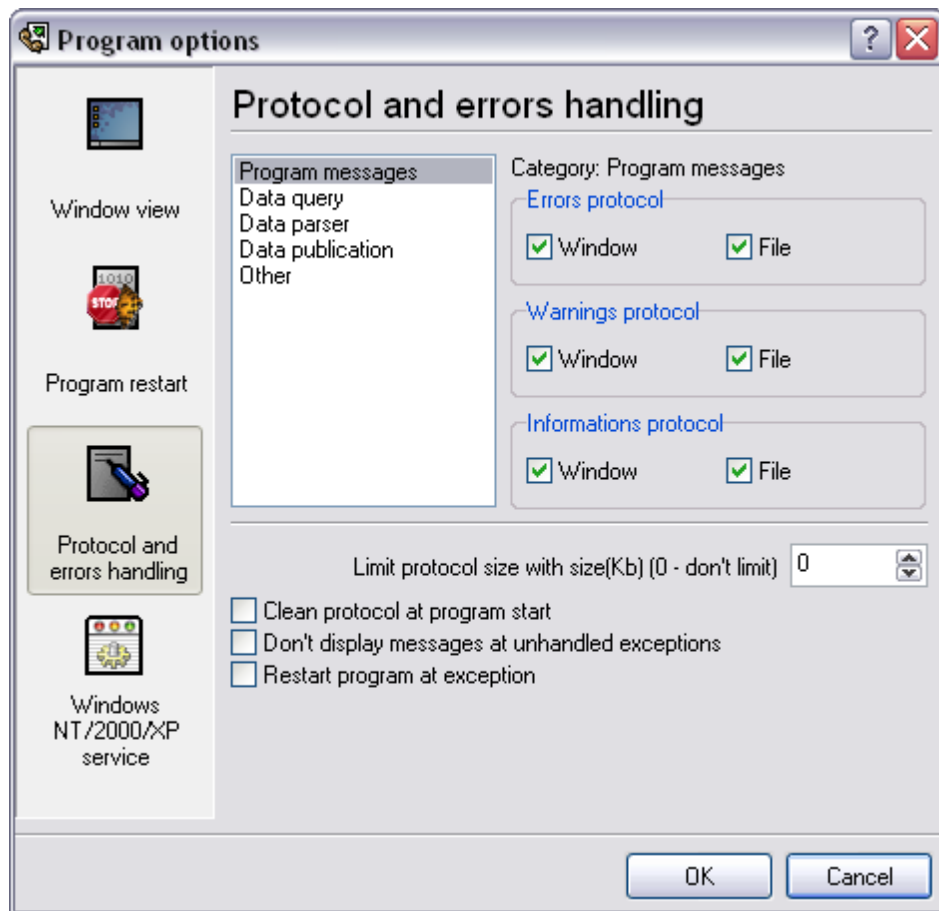 Program options
Window view
Program restart
Protocol and
errors handling
Windows
NT/2000/XP
service
Protocol and errors handling
Program messages
Data query
Data parser
Data publication
Other
Category: Program messages
Errors protocol
Window File
Warnings protocol
Window File
Informations protocol
Window File
Limit protocol size with size(Kb) (0 - don't limit) 0
Clean protocol at program start
Don't display messages at unhandled exceptions
Restart program at exception
OK Cancel